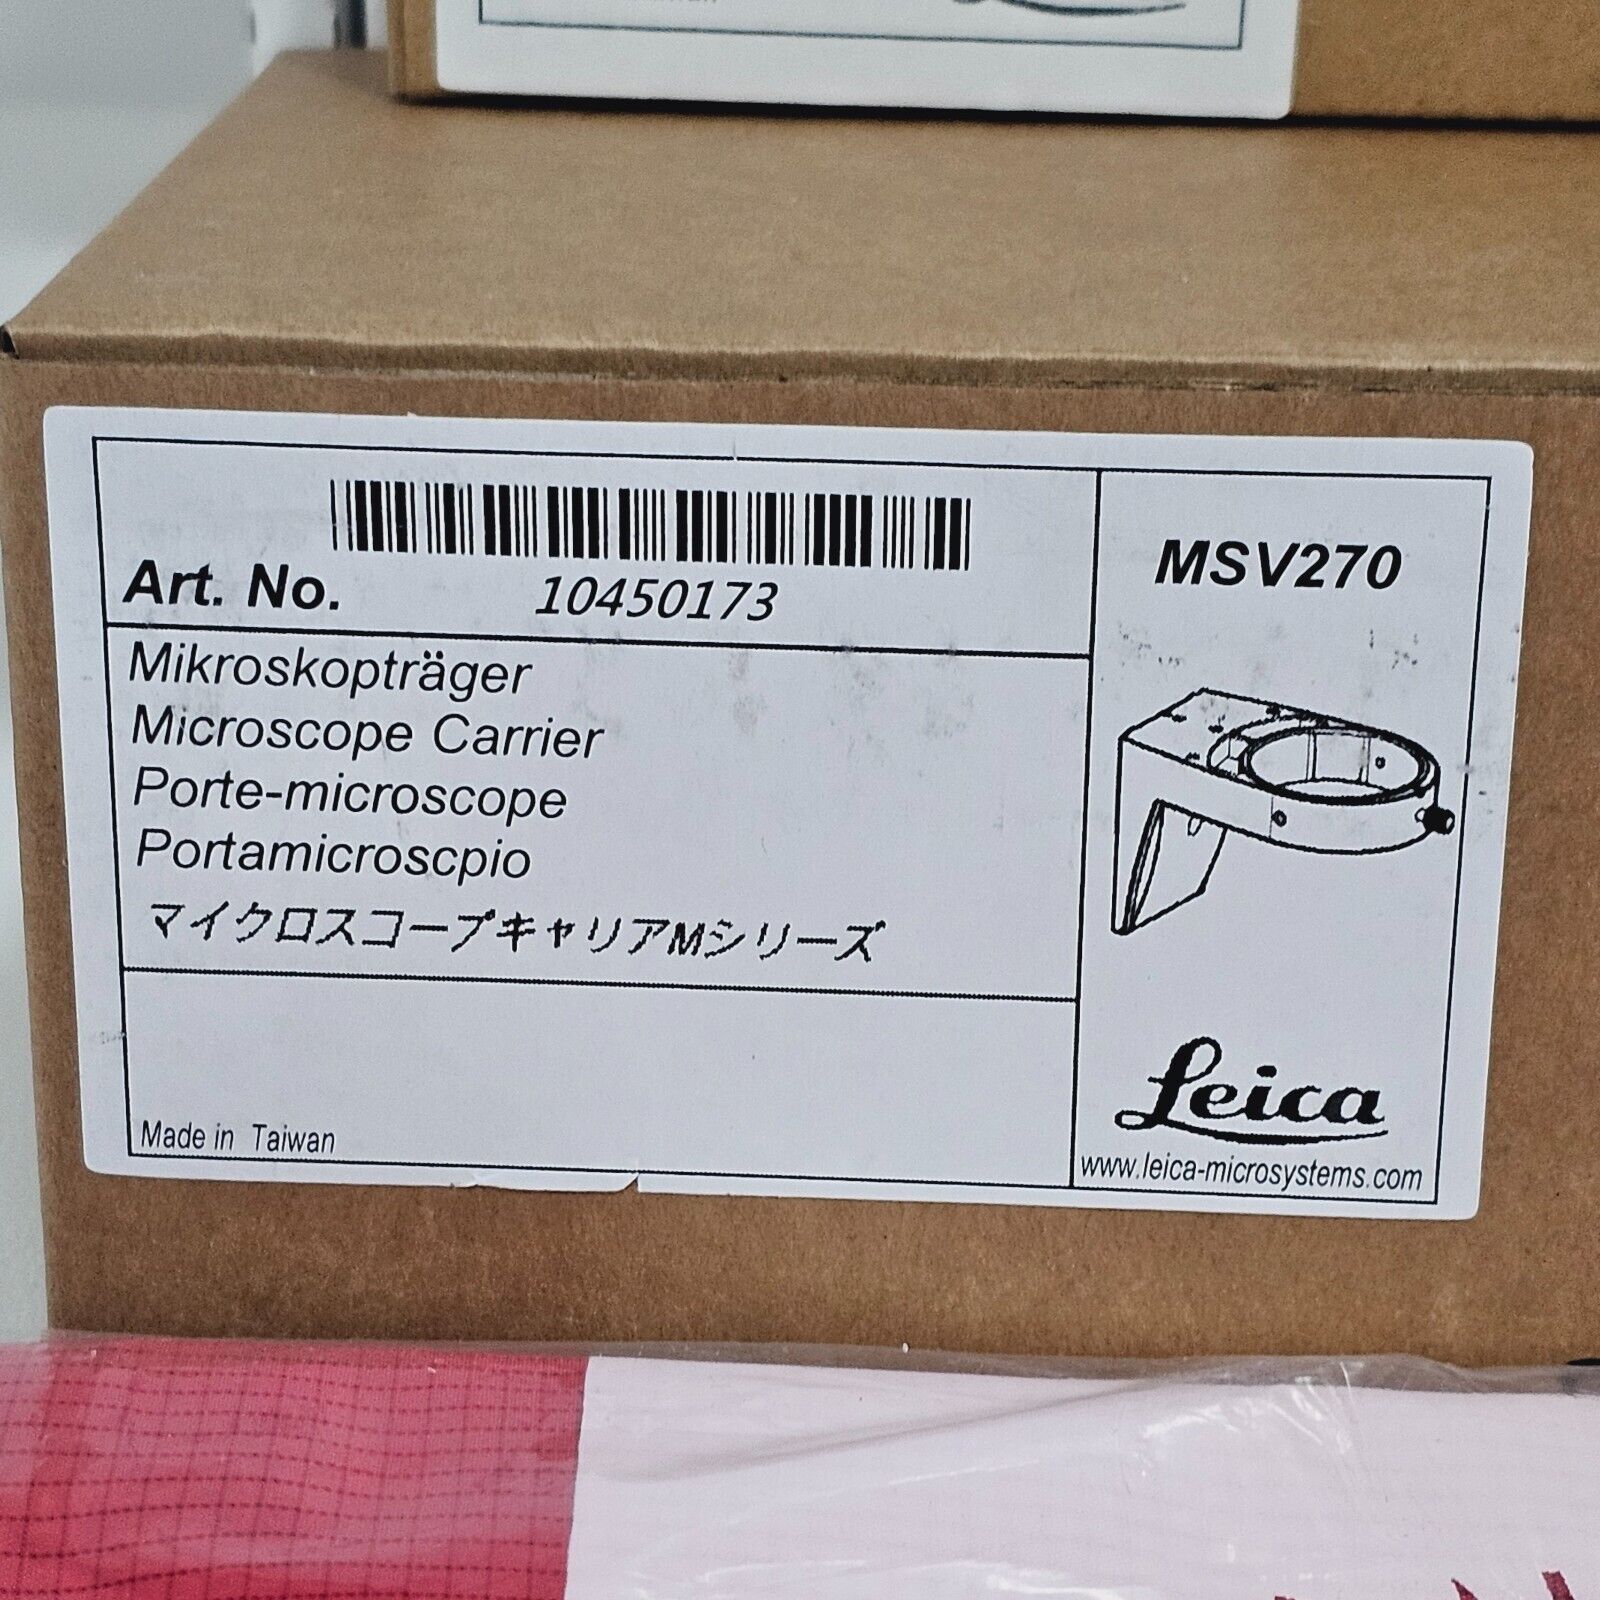 Art. No. 10450173
Mikroskopträger
Microscope Carrier
Porte-microscope
Portamicroscpio
マイクロスコープキャリアMシリーズ
Made in Taiwan
MSV270
Leica
www.leica-microsystems.com